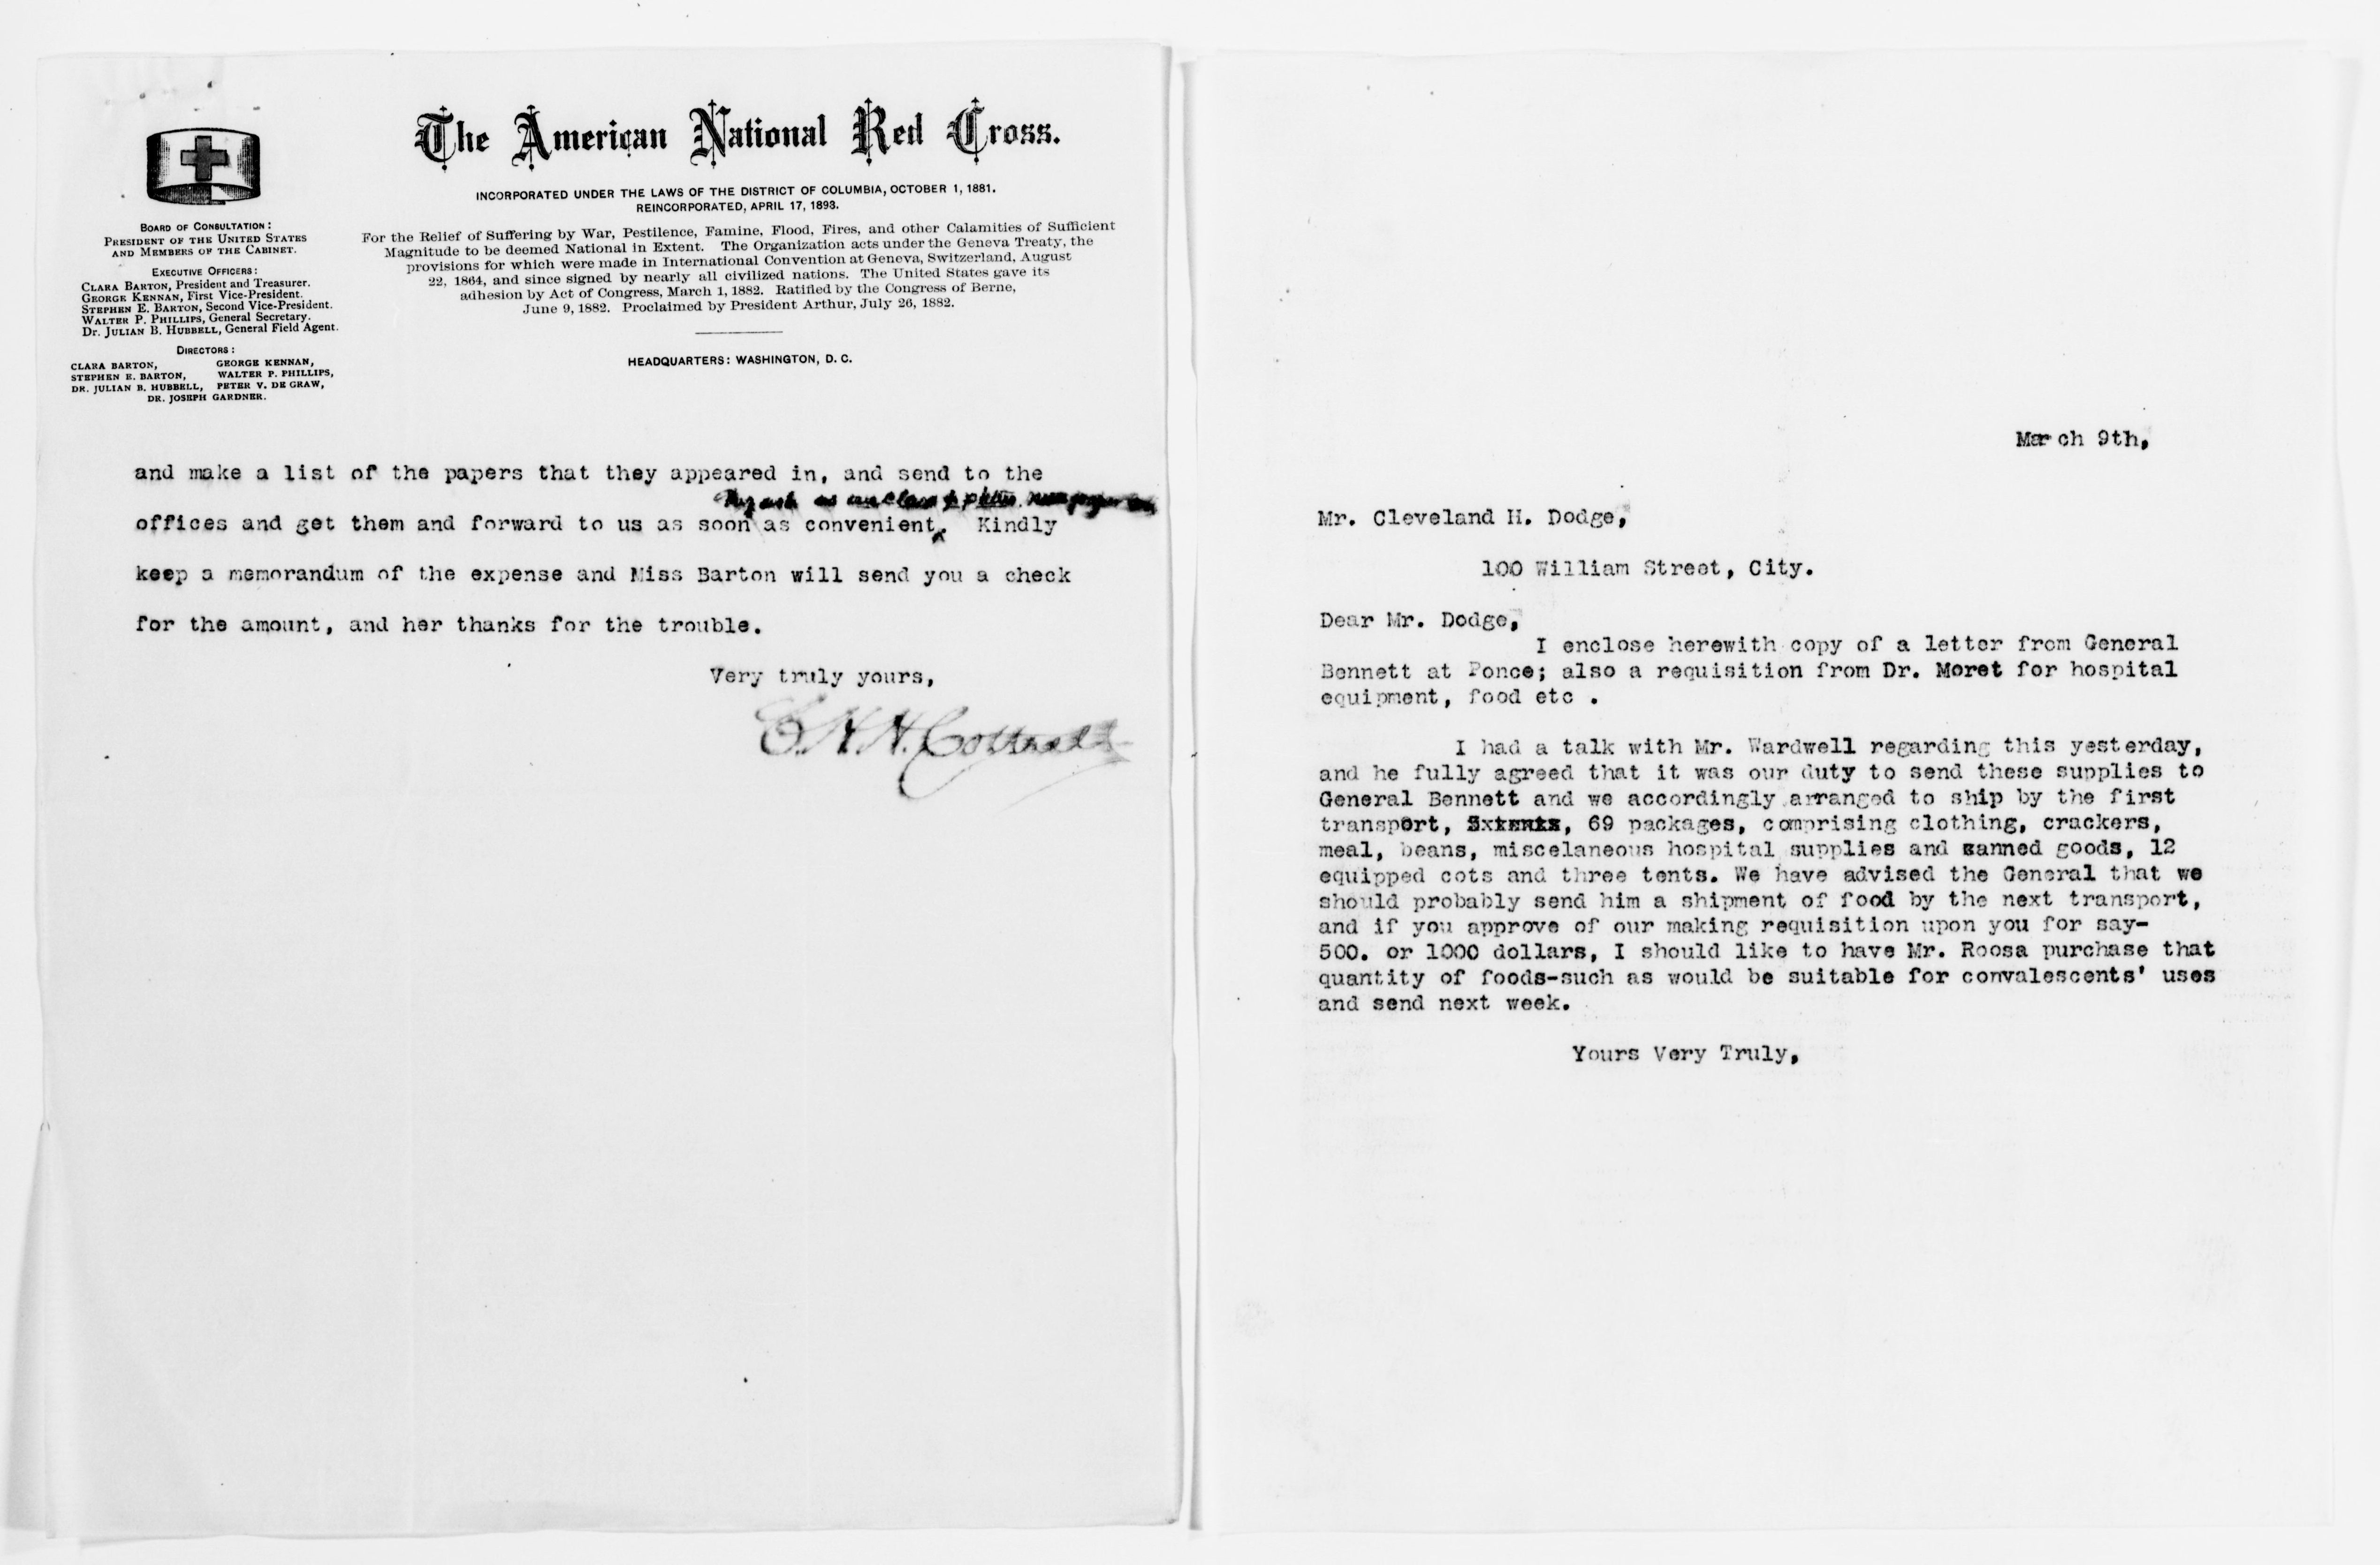 The American National Red Cross.
INCORPORATED UNDER THE LAWS OF THE DISTRICT OF COLUMBIA, OCTOBER 1, 1881.
REINCORPORATED, APRIL 17, 1893.
For the Relief of Suffering by War, Pestilence, Famine, Flood, Fires, and other Calamities of Sufficient
Magnitude to be deemed National in Extent. The Organization acts under the Geneva Treaty, the
provisions for which were made in International Convention at Geneva, Switzerland, August
22, 1864, and since signed by nearly all civilized nations. The United States gave its
adhesion by Act of Congress, March 1, 1882. Ratified by the Congress of Berne,
June 9, 1882. Proclaimed by President Arthur, July 26, 1882.
HEADQUARTERS: WASHINGTON, D. C.
BOARD OF CONSULTATION:
PRESIDENT OF THE UNITED STATES
AND MEMBERS OF THE CABINET.
EXECUTIVE OFFICERS:
CLARA BARTON, President and Treasurer.
GEORGE KENNAN, First Vice-President.
STEPHEN E. BARTON, Second Vice-President.
WALTER P. PHILLIPS, General Secretary.
Dr. JULIAN B. HUBBELL, General Field Agent.
DIRECTORS:
CLARA BARTON, GEORGE KENNAN,
STEPHEN E. BARTON, WALTER P. PHILLIPS,
DR. JULIAN B. HUBBELL, PETER V. DE GRAW,
DR. JOSEPH GARDNER.
and make a list of the papers that they appeared in, and send to the
offices and get them and forward to us as soon as convenient. Kindly
keep a memorandum of the expense and Miss Barton will send you a check
for the amount, and her thanks for the trouble.
Very truly yours,
C.H.H. Cottrell
March 9th,
Mr. Cleveland H. Dodge,
100 William Street, City.
Dear Mr. Dodge,
I enclose herewith copy of a letter from General
Bennett at Ponce; also a requisition from Dr. Moret for hospital
equipment, food etc .
I had a talk with Mr. Wardwell regarding this yesterday,
and he fully agreed that it was our duty to send these supplies to
General Bennett and we accordingly arranged to ship by the first
transport, 69 packages, comprising clothing, crackers,
meal, beans, miscelaneous hospital supplies and canned goods, 12
equipped cots and three tents. We have advised the General that we
should probably send him a shipment of food by the next transport,
and if you approve of our making requisition upon you for say-
500. or 1000 dollars, I should like to have Mr. Roosa purchase that
quantity of foods-such as would be suitable for convalescents' uses
and send next week.
Yours Very Truly,